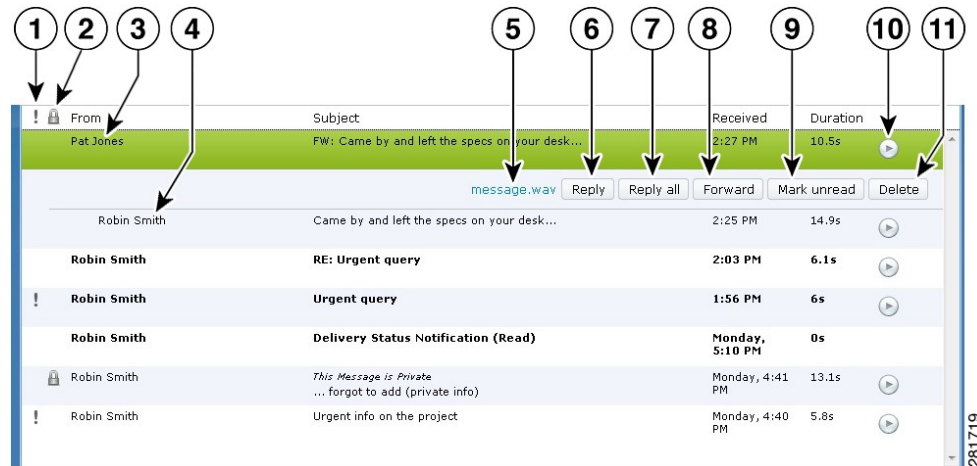 1 2 3 4 5 6 7 8 9 10 11
! From Subject Received Duration
Pat Jones FW: Came by and left the specs on your desk... 2:27 PM 10.5s
message.wav Reply Reply all Forward Mark unread Delete
Robin Smith Came by and left the specs on your desk... 2:25 PM 14.9s
Robin Smith RE: Urgent query 2:03 PM 6.1s
! Robin Smith Urgent query 1:56 PM 6s
Robin Smith Delivery Status Notification (Read) Monday, 0s
5:10 PM
Robin Smith This Message is Private Monday, 4:41 13.1s
... forgot to add (private info) PM
! Robin Smith Urgent info on the project Monday, 4:40 5.8s
PM
281719